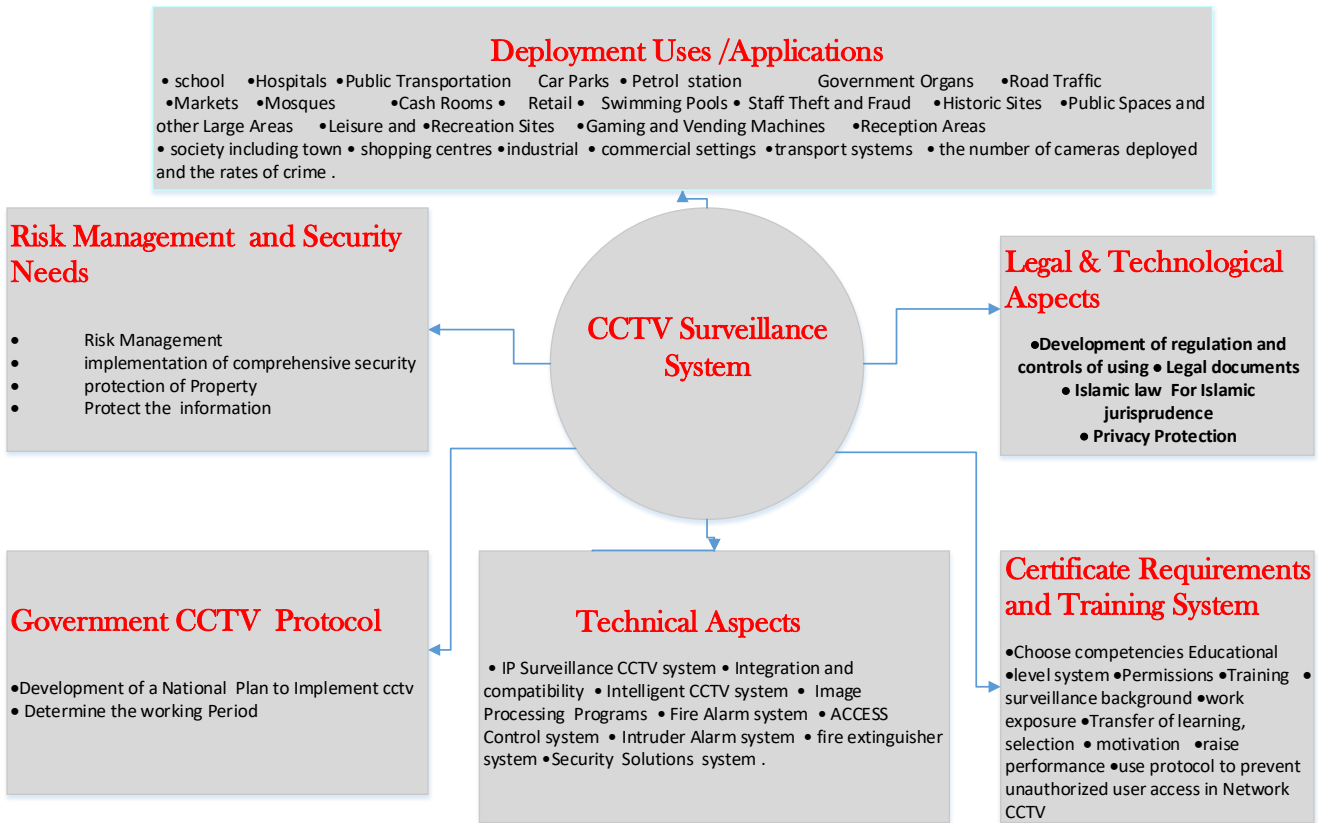 Deployment Uses /Applications
• school •Hospitals •Public Transportation Car Parks • Petrol station Government Organs •Road Traffic
•Markets •Mosques •Cash Rooms • Retail • Swimming Pools • Staff Theft and Fraud •Historic Sites •Public Spaces and
other Large Areas •Leisure and •Recreation Sites •Gaming and Vending Machines •Reception Areas
• society including town • shopping centres •industrial • commercial settings •transport systems • the number of cameras deployed
and the rates of crime .
Risk Management and Security
Needs
• Risk Management
• implementation of comprehensive security
• protection of Property
• Protect the information
CCTV Surveillance
System
Legal & Technological
Aspects
•Development of regulation and
controls of using • Legal documents
• Islamic law For Islamic
jurisprudence
• Privacy Protection
Government CCTV Protocol
•Development of a National Plan to Implement cctv
• Determine the working Period
Technical Aspects
• IP Surveillance CCTV system • Integration and
compatibility • Intelligent CCTV system • Image
Processing Programs • Fire Alarm system • ACCESS
Control system • Intruder Alarm system • fire extinguisher
system •Security Solutions system .
Certificate Requirements
and Training System
•Choose competencies Educational
•level system •Permissions •Training •
surveillance background •work
exposure •Transfer of learning,
selection • motivation •raise
performance •use protocol to prevent
unauthorized user access in Network
CCTV